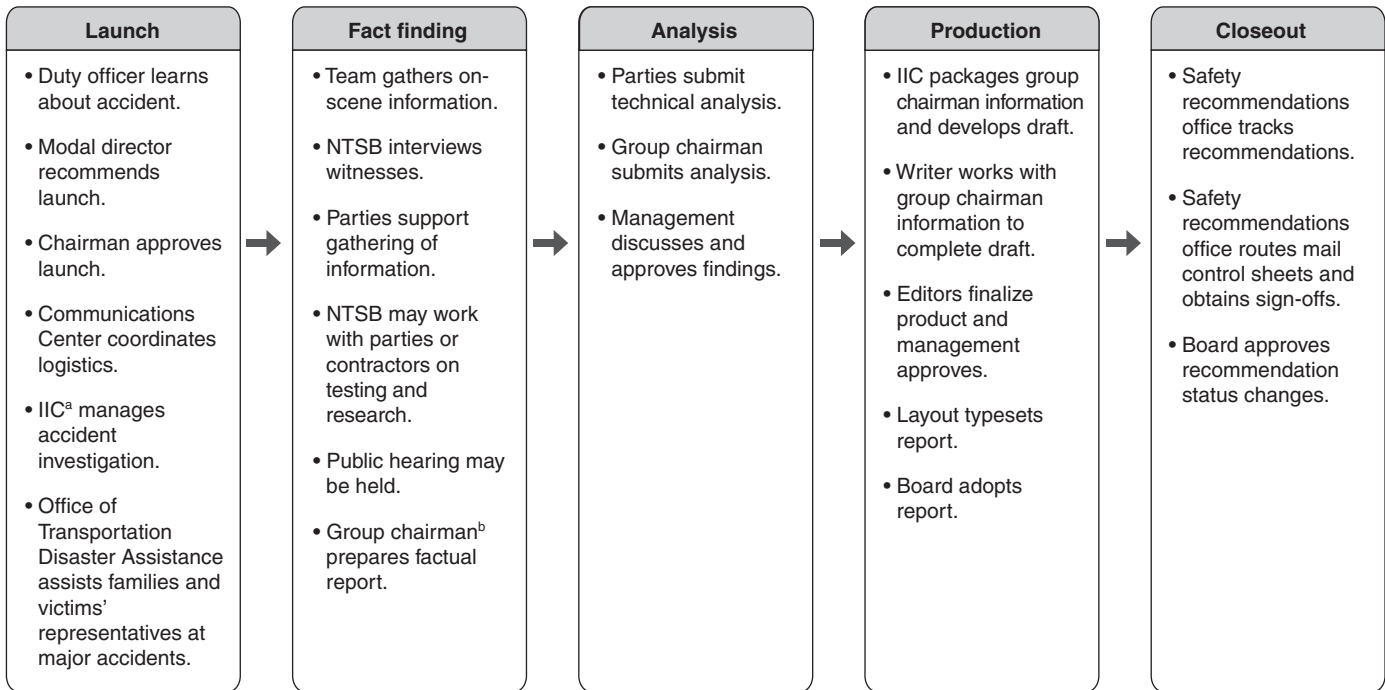 Launch
• Duty officer learns
about accident.
• Modal director
recommends
launch.
• Chairman approves
launch.
• Communications
Center coordinates
logistics.
• IICᵃ manages
accident
investigation.
• Office of
Transportation
Disaster Assistance
assists families and
victims’
representatives at
major accidents.
Fact finding
• Team gathers on-
scene information.
• NTSB interviews
witnesses.
• Parties support
gathering of
information.
• NTSB may work
with parties or
contractors on
testing and
research.
• Public hearing may
be held.
• Group chairmanᵇ
prepares factual
report.
Analysis
• Parties submit
technical analysis.
• Group chairman
submits analysis.
• Management
discusses and
approves findings.
Production
• IIC packages group
chairman information
and develops draft.
• Writer works with
group chairman
information to
complete draft.
• Editors finalize
product and
management
approves.
• Layout typesets
report.
• Board adopts
report.
Closeout
• Safety
recommendations
office tracks
recommendations.
• Safety
recommendations
office routes mail
control sheets and
obtains sign-offs.
• Board approves
recommendation
status changes.